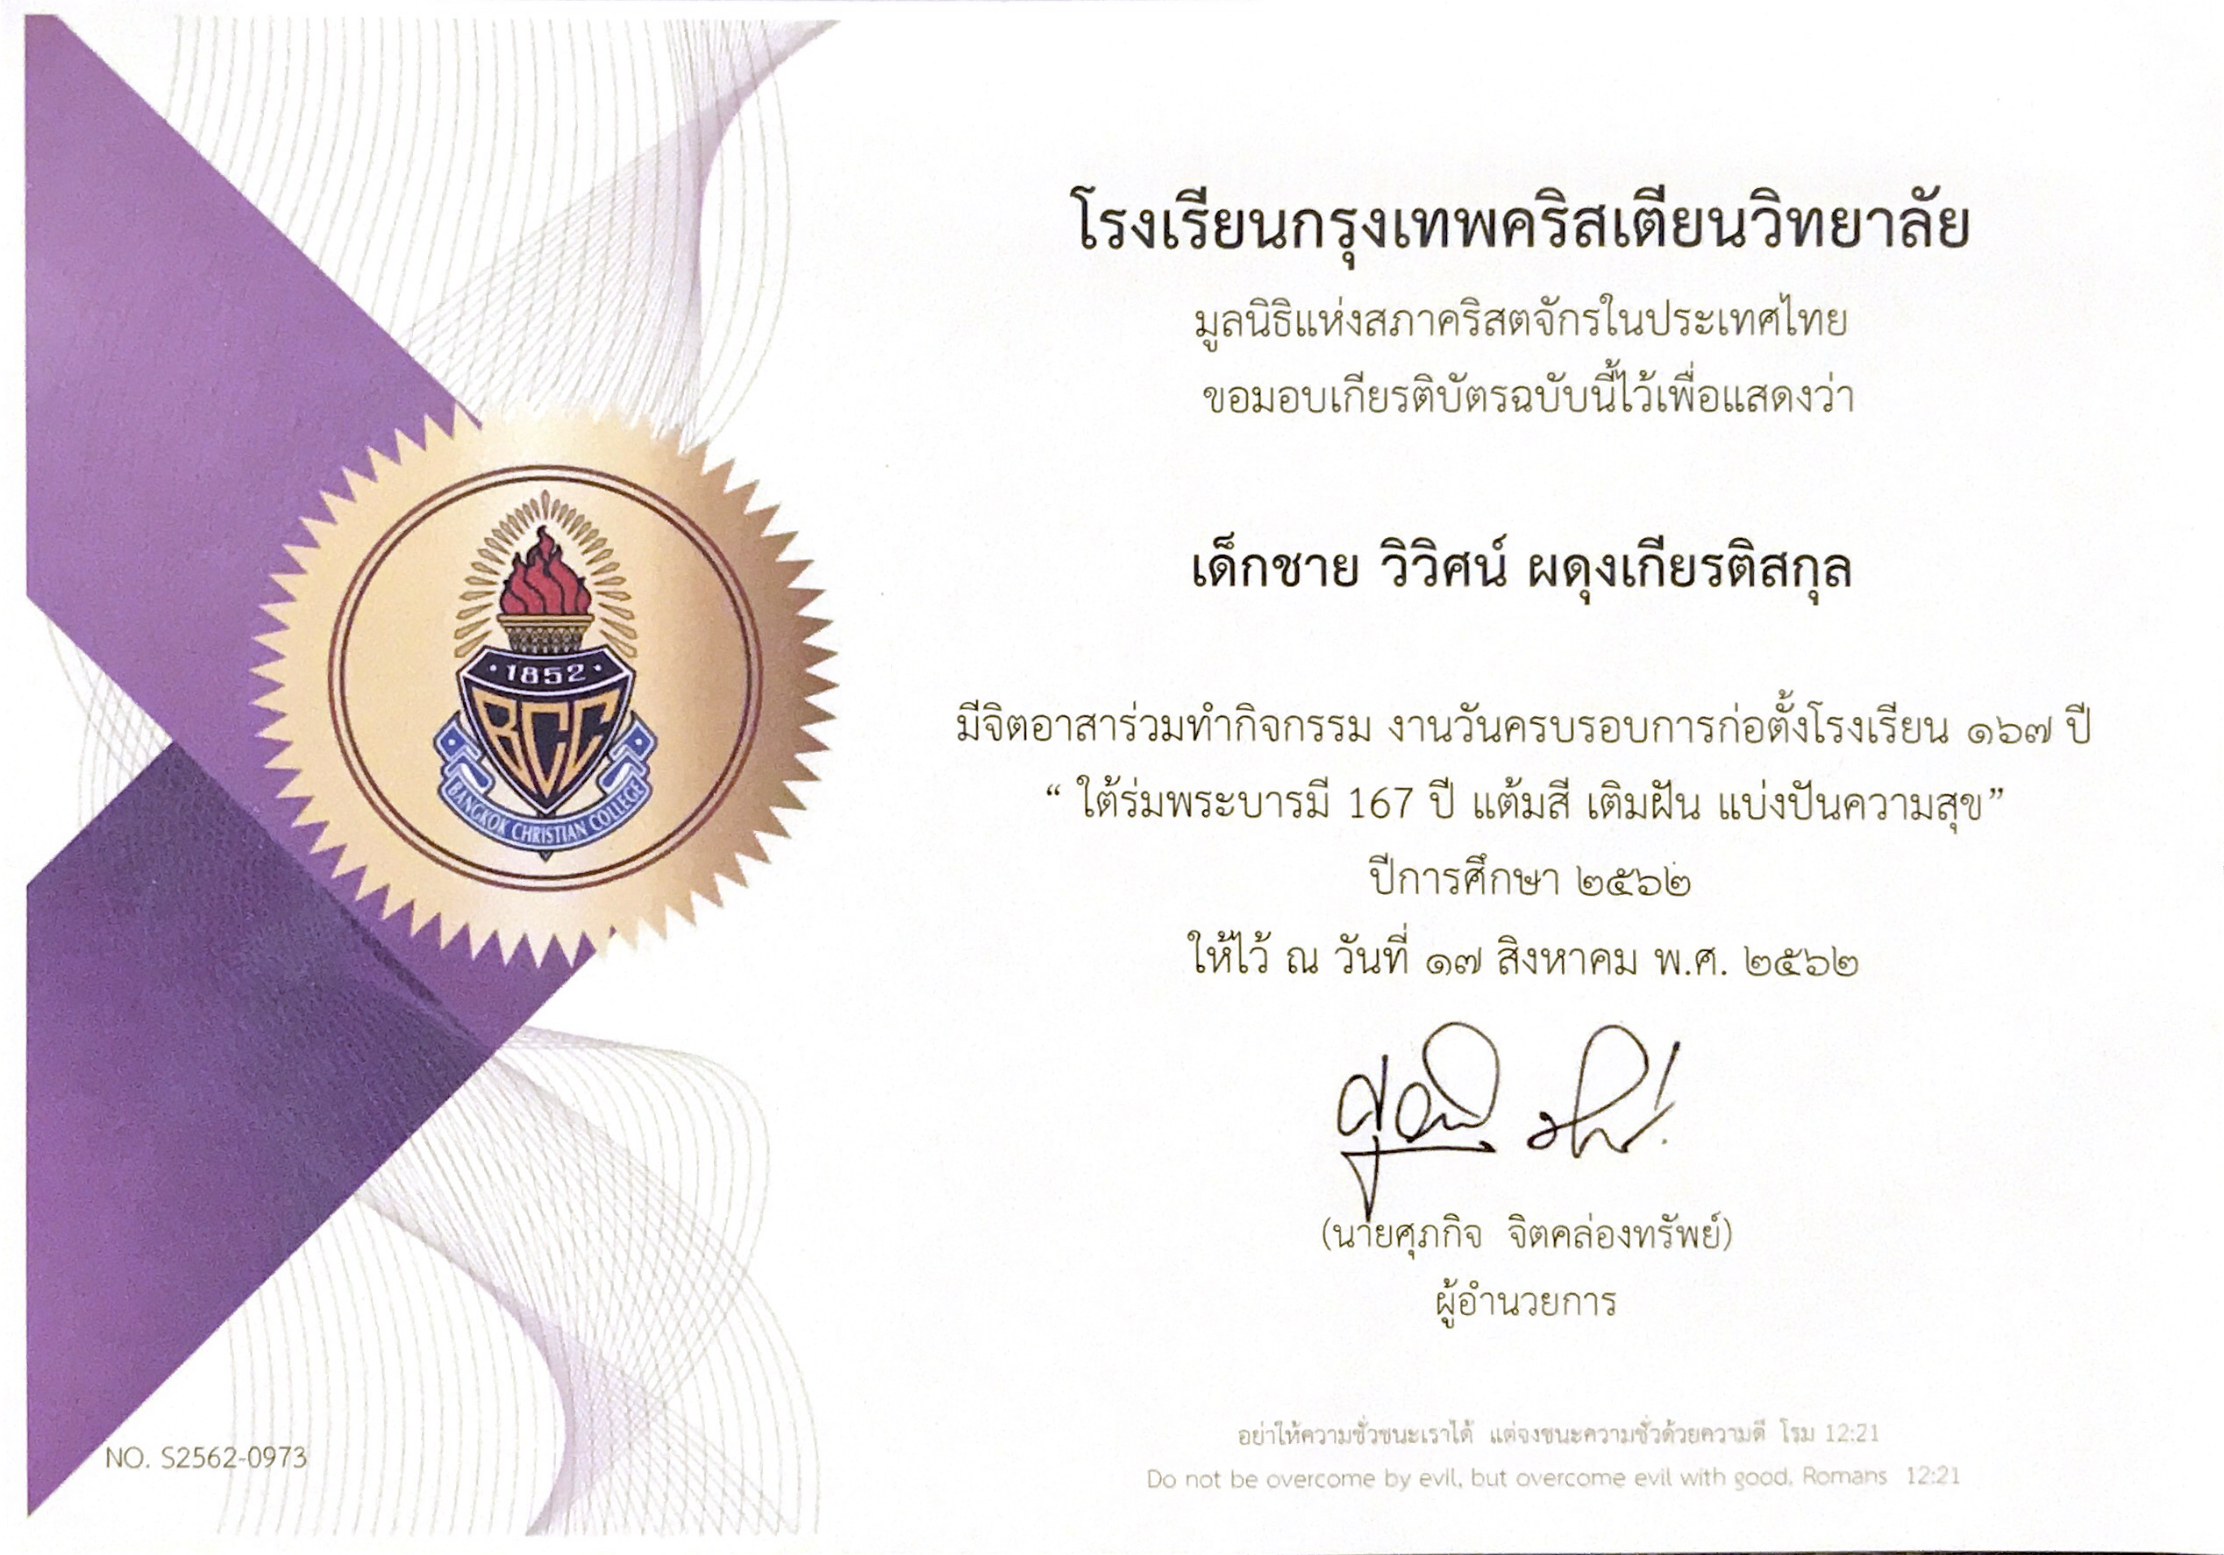 โรงเรียนกรุงเทพคริสเตียนวิทยาลัย
มูลนิธิแห่งสภาคริสตจักรในประเทศไทย
ขอมอบเกียรติบัตรฉบับนี้ไว้เพื่อแสดงว่า
เด็กชาย วิวิศน์ ผดุงเกียรติสกุล
มีจิตอาสาร่วมทำกิจกรรม งานวันครบรอบการก่อตั้งโรงเรียน ๑๖๗ ปี
“ ใต้ร่มพระบารมี 167 ปี แต้มสี เติมฝัน แบ่งปันความสุข”
ปีการศึกษา ๒๕๖๒
ให้ไว้ ณ วันที่ ๑๗ สิงหาคม พ.ศ. ๒๕๖๒
(นายศุภกิจ จิตคล่องทรัพย์)
ผู้อำนวยการ
อย่าให้ความชั่วชนะเราได้ แต่จงชนะความชั่วด้วยความดี โรม 12:21
Do not be overcome by evil, but overcome evil with good. Romans 12:21
· 1852 ·
BCC
BANGKOK CHRISTIAN COLLEGE
NO. S2562-0973